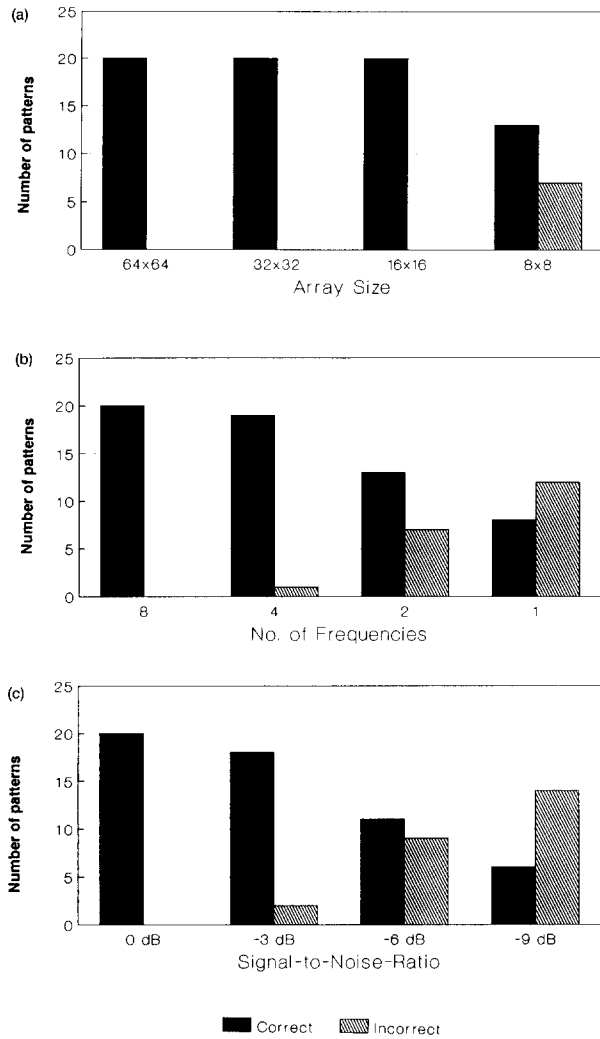 (a)
Number of patterns
25
20
15
10
5
0
64x64 32x32 16x16 8x8
Array Size
(b)
Number of patterns
25
20
15
10
5
0
8 4 2 1
No. of Frequencies
(c)
Number of patterns
25
20
15
10
5
0
0 dB -3 dB -6 dB -9 dB
Signal-to-Noise-Ratio
Correct Incorrect